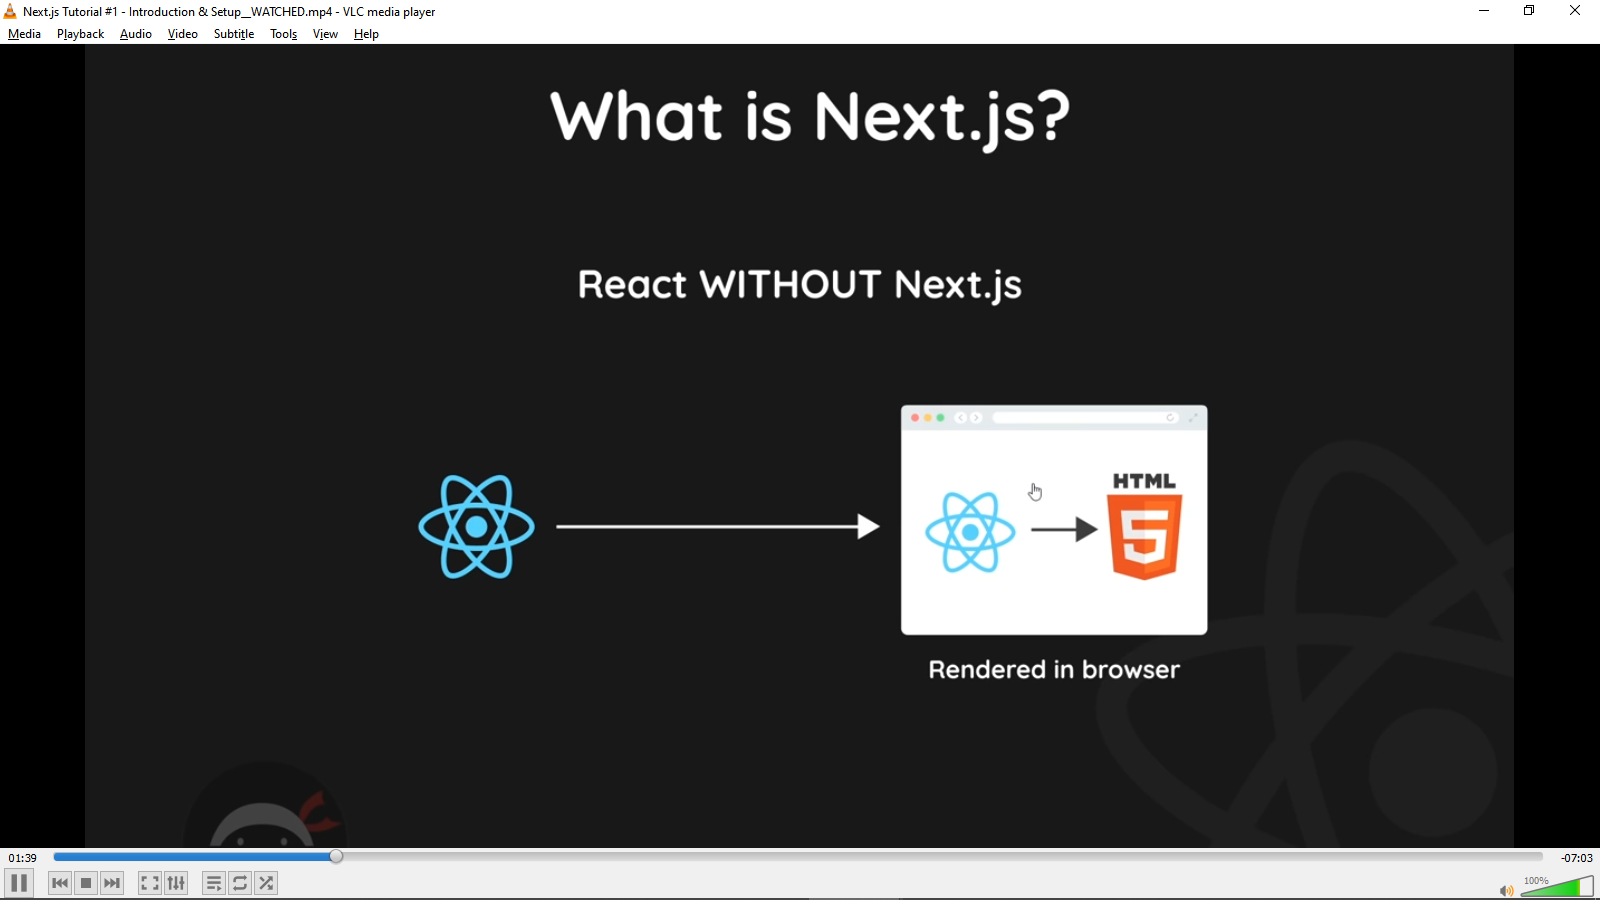 Next.js Tutorial #1 - Introduction & Setup__WATCHED.mp4 - VLC media player
Media Playback Audio Video Subtitle Tools View Help
What is Next.js?
React WITHOUT Next.js
HTML
5
Rendered in browser
01:39
-07:03
100%